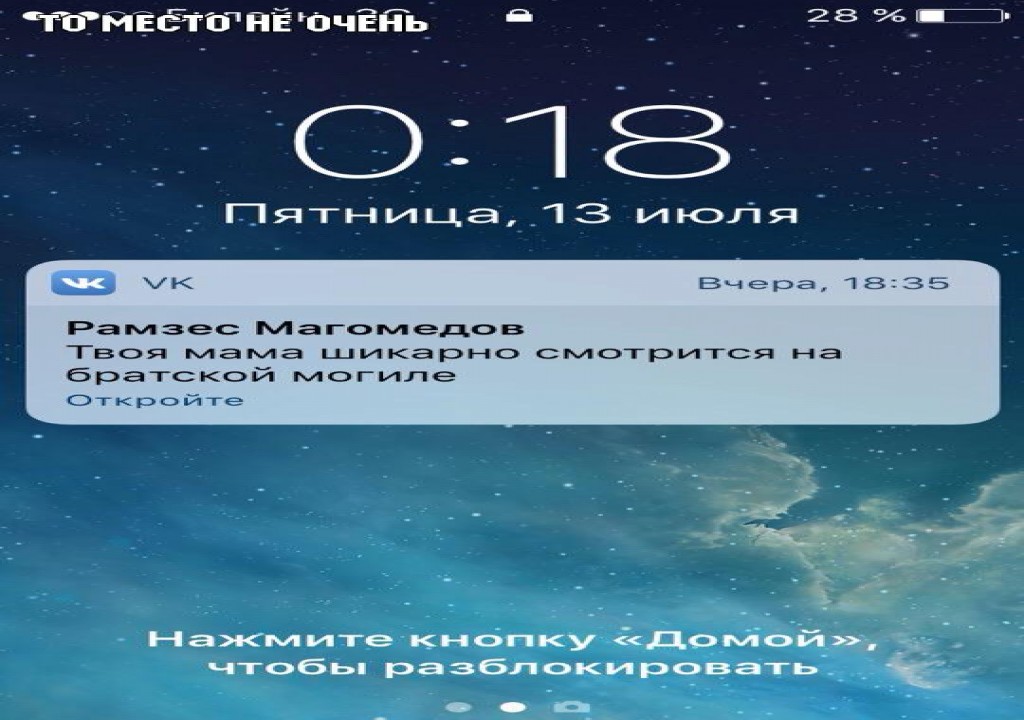 ТО МЕСТО НЕ ОЧЕНЬ
28 %
0:18
Пятница, 13 июля
VK VK Вчера, 18:35
Рамзес Магомедов
Твоя мама шикарно смотрится на
братской могиле
Откройте
Нажмите кнопку «Домой»,
чтобы разблокировать